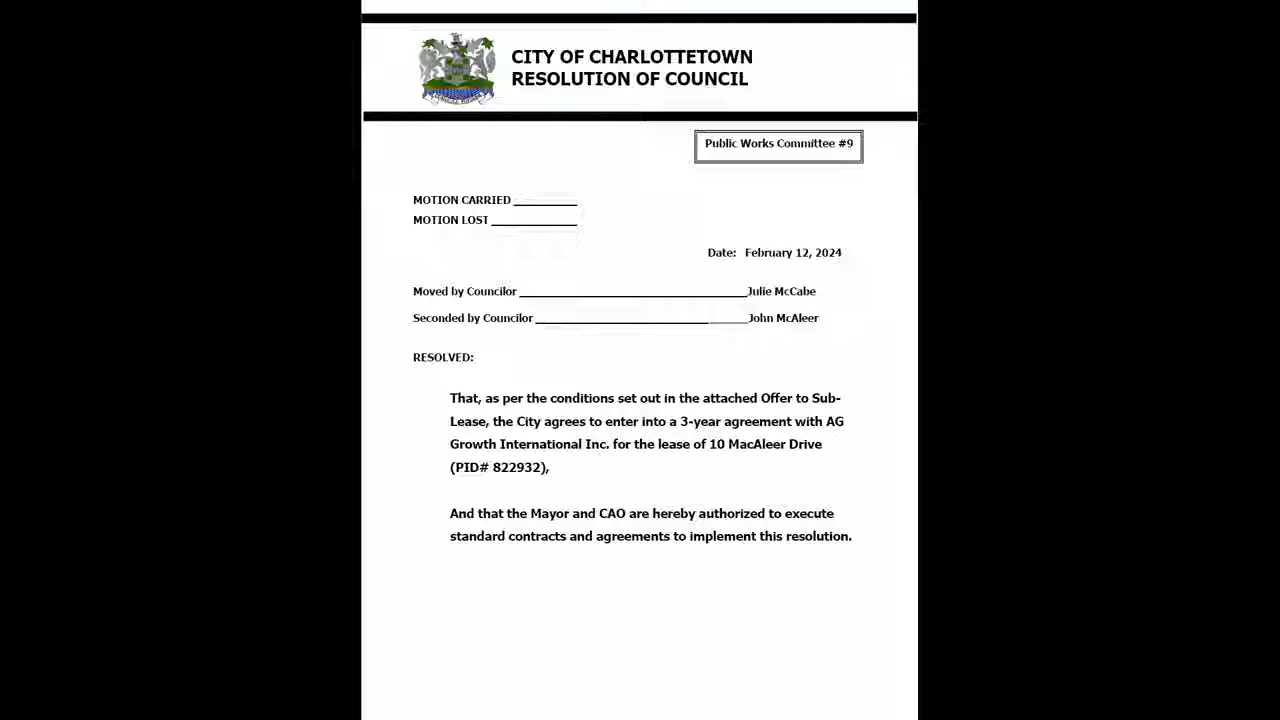 CITY OF CHARLOTTETOWN
RESOLUTION OF COUNCIL
Public Works Committee #9
MOTION CARRIED ___________
MOTION LOST ___________
Date: February 12, 2024
Moved by Councilor ___________________________________Julie McCabe
Seconded by Councilor ________________________________John McAleer
RESOLVED:
That, as per the conditions set out in the attached Offer to Sub-
Lease, the City agrees to enter into a 3-year agreement with AG
Growth International Inc. for the lease of 10 MacAleer Drive
(PID# 822932),
And that the Mayor and CAO are hereby authorized to execute
standard contracts and agreements to implement this resolution.